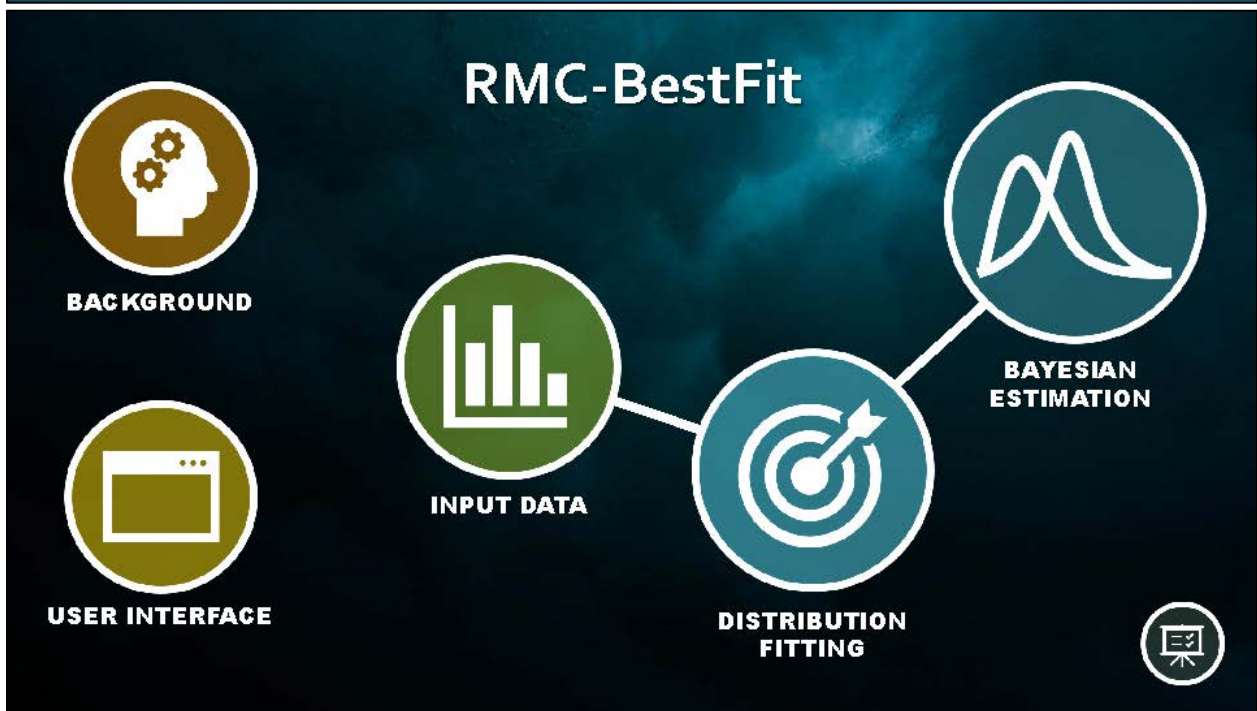 RMC-BestFit
BACKGROUND
USER INTERFACE
INPUT DATA
DISTRIBUTION
FITTING
BAYESIAN
ESTIMATION